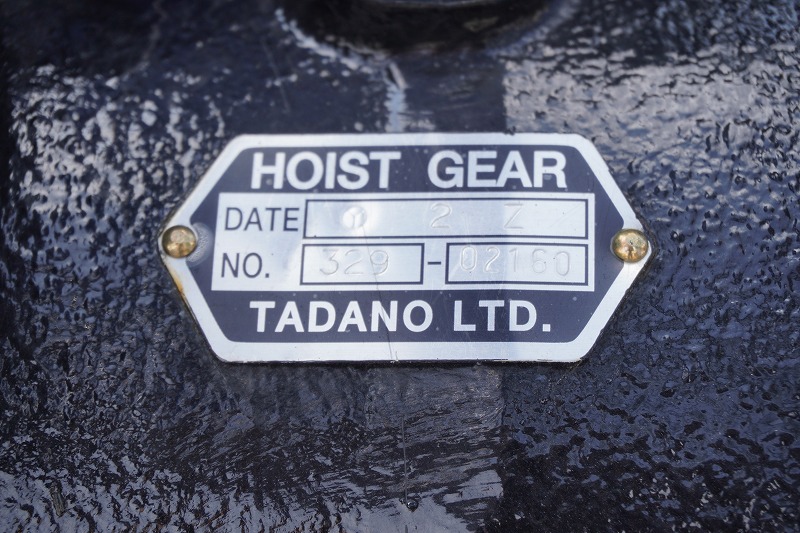 HOIST GEAR
DATE 2 Z
NO. 329 - 02160
TADANO LTD.